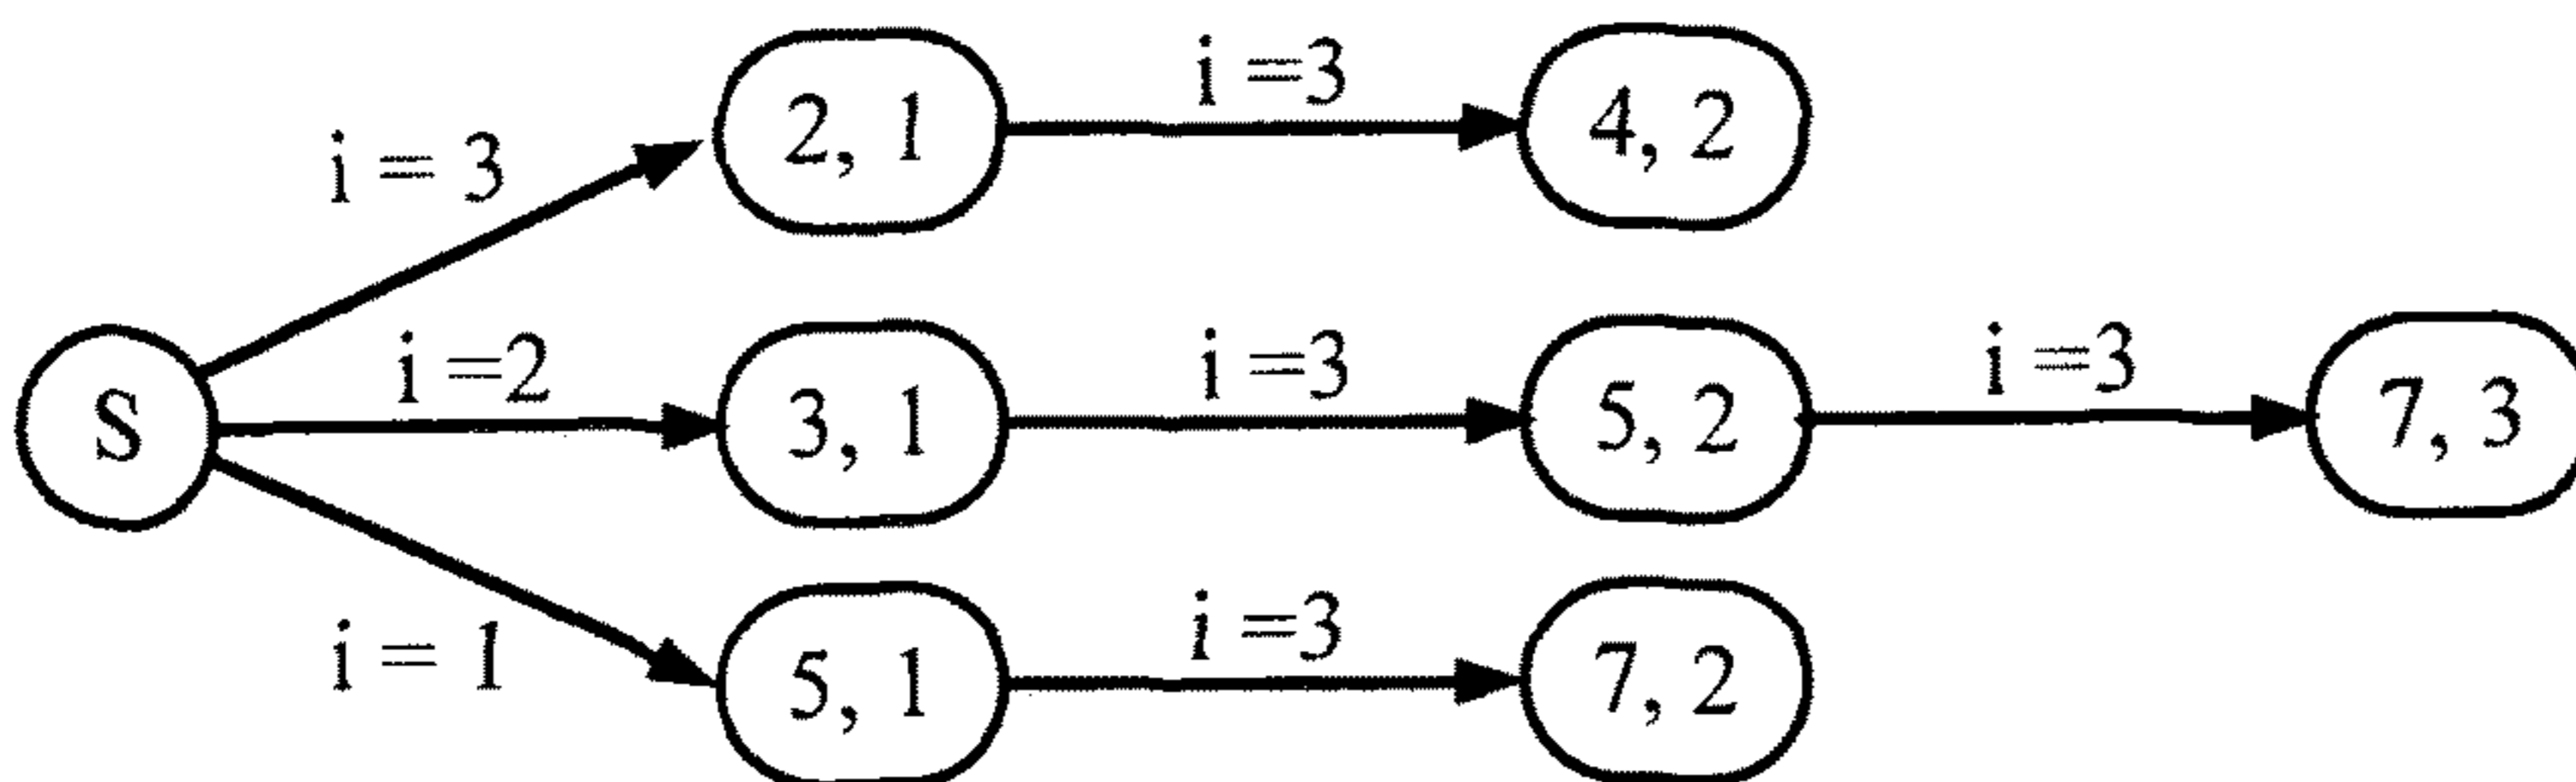 i = 3
2, 1
i =3
4, 2
S
i =2
3, 1
i =3
5, 2
i =3
7, 3
i = 1
5, 1
i =3
7, 2